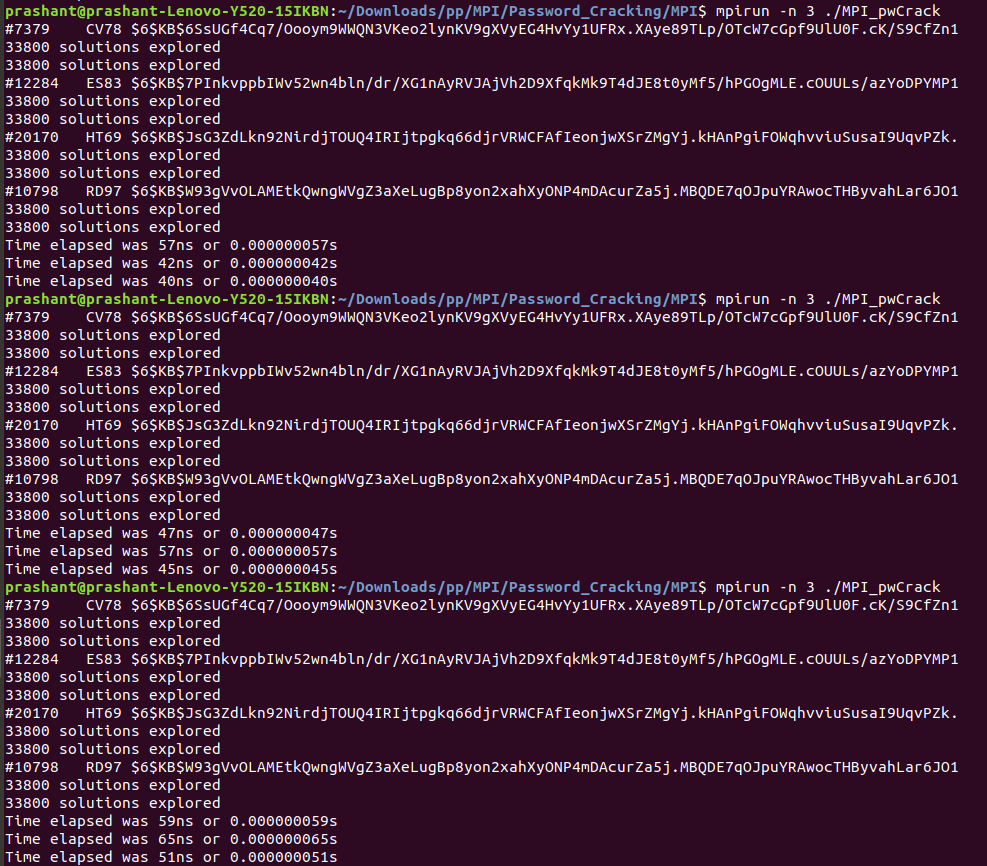 prashant@prashant-Lenovo-Y520-15IKBN:~/Downloads/pp/MPI/Password_Cracking/MPI$ mpirun -n 3 ./MPI_pwCrack
#7379    CV78 $6$KB$6SsUGf4Cq7/Oooym9WWQN3VKeo2lynKV9gXVyEG4HvYy1UFRx.XAye89TLp/OTcW7cGpf9UlU0F.cK/S9CfZn1
33800 solutions explored
33800 solutions explored
#12284   ES83 $6$KB$7PInkvppbIWv52wn4bln/dr/XG1nAyRVJAjVh2D9XfqkMk9T4dJE8t0yMf5/hPGOgMLE.cOUULs/azYoDPYMP1
33800 solutions explored
33800 solutions explored
#20170   HT69 $6$KB$JsG3ZdLkn92NirdjTOUQ4IRIjtpgkq66djrVRWCFAfIeonjwXSrZMgYj.kHAnPgiFOWqhvviuSusaI9UqvPZk.
33800 solutions explored
33800 solutions explored
#10798   RD97 $6$KB$W93gVvOLAMEtkQwngWVgZ3aXeLugBp8yon2xahXyONP4mDAcurZa5j.MBQDE7qOJpuYRAwocTHByvahLar6JO1
33800 solutions explored
33800 solutions explored
Time elapsed was 57ns or 0.000000057s
Time elapsed was 42ns or 0.000000042s
Time elapsed was 40ns or 0.000000040s
prashant@prashant-Lenovo-Y520-15IKBN:~/Downloads/pp/MPI/Password_Cracking/MPI$ mpirun -n 3 ./MPI_pwCrack
#7379    CV78 $6$KB$6SsUGf4Cq7/Oooym9WWQN3VKeo2lynKV9gXVyEG4HvYy1UFRx.XAye89TLp/OTcW7cGpf9UlU0F.cK/S9CfZn1
33800 solutions explored
33800 solutions explored
#12284   ES83 $6$KB$7PInkvppbIWv52wn4bln/dr/XG1nAyRVJAjVh2D9XfqkMk9T4dJE8t0yMf5/hPGOgMLE.cOUULs/azYoDPYMP1
33800 solutions explored
33800 solutions explored
#20170   HT69 $6$KB$JsG3ZdLkn92NirdjTOUQ4IRIjtpgkq66djrVRWCFAfIeonjwXSrZMgYj.kHAnPgiFOWqhvviuSusaI9UqvPZk.
33800 solutions explored
33800 solutions explored
#10798   RD97 $6$KB$W93gVvOLAMEtkQwngWVgZ3aXeLugBp8yon2xahXyONP4mDAcurZa5j.MBQDE7qOJpuYRAwocTHByvahLar6JO1
33800 solutions explored
33800 solutions explored
Time elapsed was 47ns or 0.000000047s
Time elapsed was 57ns or 0.000000057s
Time elapsed was 45ns or 0.000000045s
prashant@prashant-Lenovo-Y520-15IKBN:~/Downloads/pp/MPI/Password_Cracking/MPI$ mpirun -n 3 ./MPI_pwCrack
#7379    CV78 $6$KB$6SsUGf4Cq7/Oooym9WWQN3VKeo2lynKV9gXVyEG4HvYy1UFRx.XAye89TLp/OTcW7cGpf9UlU0F.cK/S9CfZn1
33800 solutions explored
33800 solutions explored
#12284   ES83 $6$KB$7PInkvppbIWv52wn4bln/dr/XG1nAyRVJAjVh2D9XfqkMk9T4dJE8t0yMf5/hPGOgMLE.cOUULs/azYoDPYMP1
33800 solutions explored
33800 solutions explored
#20170   HT69 $6$KB$JsG3ZdLkn92NirdjTOUQ4IRIjtpgkq66djrVRWCFAfIeonjwXSrZMgYj.kHAnPgiFOWqhvviuSusaI9UqvPZk.
33800 solutions explored
33800 solutions explored
#10798   RD97 $6$KB$W93gVvOLAMEtkQwngWVgZ3aXeLugBp8yon2xahXyONP4mDAcurZa5j.MBQDE7qOJpuYRAwocTHByvahLar6JO1
33800 solutions explored
33800 solutions explored
Time elapsed was 59ns or 0.000000059s
Time elapsed was 65ns or 0.000000065s
Time elapsed was 51ns or 0.000000051s